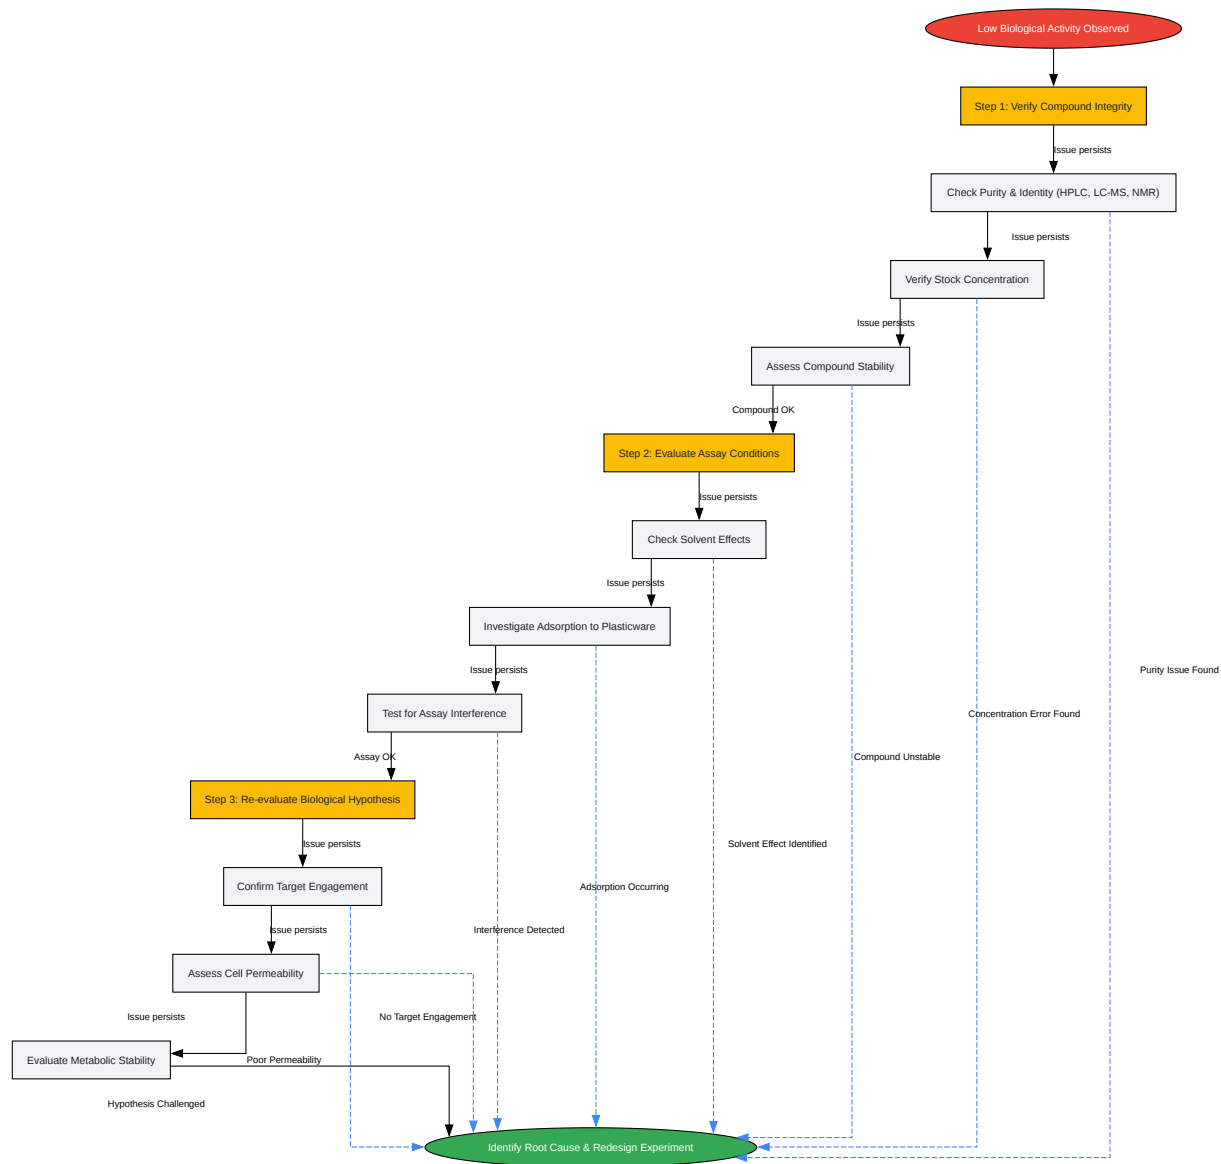 Low Biological Activity Observed
Step 1: Verify Compound Integrity
Issue persists
Check Purity & Identity (HPLC, LC-MS, NMR)
Issue persists
Verify Stock Concentration
Issue persists
Assess Compound Stability
Compound OK
Step 2: Evaluate Assay Conditions
Issue persists
Check Solvent Effects
Issue persists
Investigate Adsorption to Plasticware
Issue persists
Purity Issue Found
Test for Assay Interference
Concentration Error Found
Assay OK
Compound Unstable
Step 3: Re-evaluate Biological Hypothesis
Issue persists
Solvent Effect Identified
Confirm Target Engagement
Adsorption Occurring
Issue persists
Interference Detected
Assess Cell Permeability
Issue persists
No Target Engagement
Evaluate Metabolic Stability
Poor Permeability
Hypothesis Challenged
Identify Root Cause & Redesign Experiment